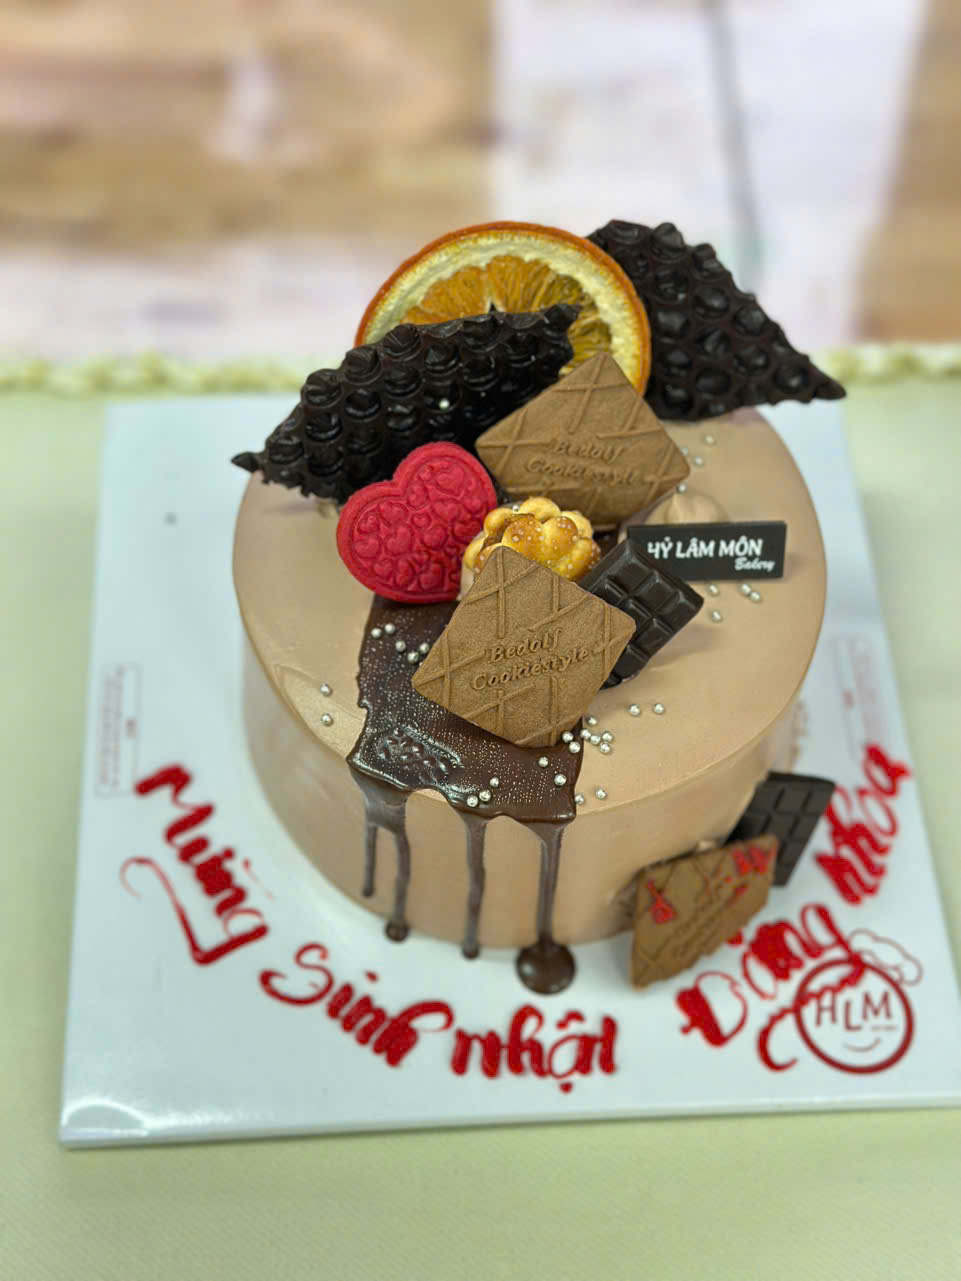 Bedolf
Cookiestyle
HỶ LÂM MÔN
Bakery
Bedolf
Cookiestyle
Mừng Sinh nhật Đăng Khoa
HLM